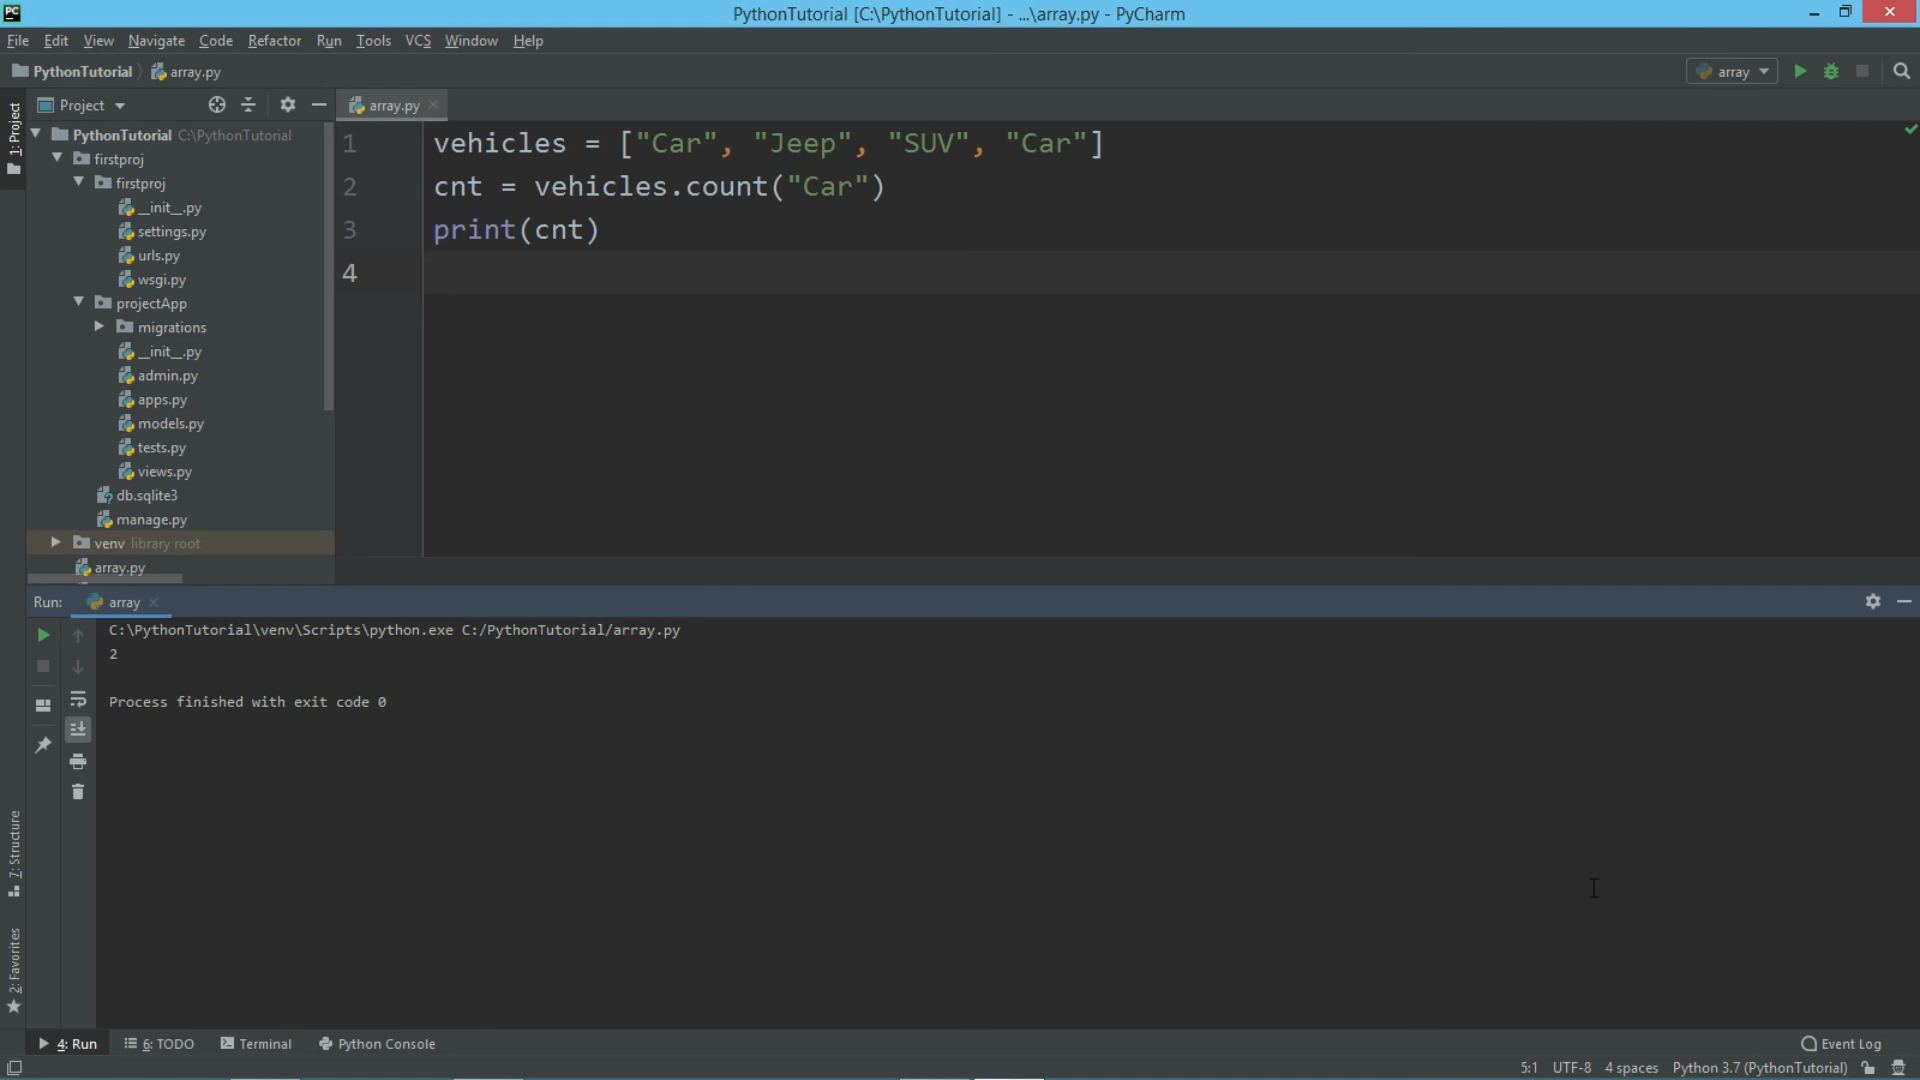 PC
PythonTutorial [C:\PythonTutorial] - ...\array.py - PyCharm
File Edit View Navigate Code Refactor Run Tools VCS Window Help
PythonTutorial array.py
array
1: Project
Project
array.py
PythonTutorial C:\PythonTutorial
firstproj
firstproj
__init__.py
settings.py
urls.py
wsgi.py
projectApp
migrations
__init__.py
admin.py
apps.py
models.py
tests.py
views.py
db.sqlite3
manage.py
venv library root
array.py
1 vehicles = ["Car", "Jeep", "SUV", "Car"]
2 cnt = vehicles.count("Car")
3 print(cnt)
4
Run: array
C:\PythonTutorial\venv\Scripts\python.exe C:/PythonTutorial/array.py
2
Process finished with exit code 0
7: Structure
2: Favorites
4: Run 6: TODO Terminal Python Console
Event Log
5:1 UTF-8 4 spaces Python 3.7 (PythonTutorial)